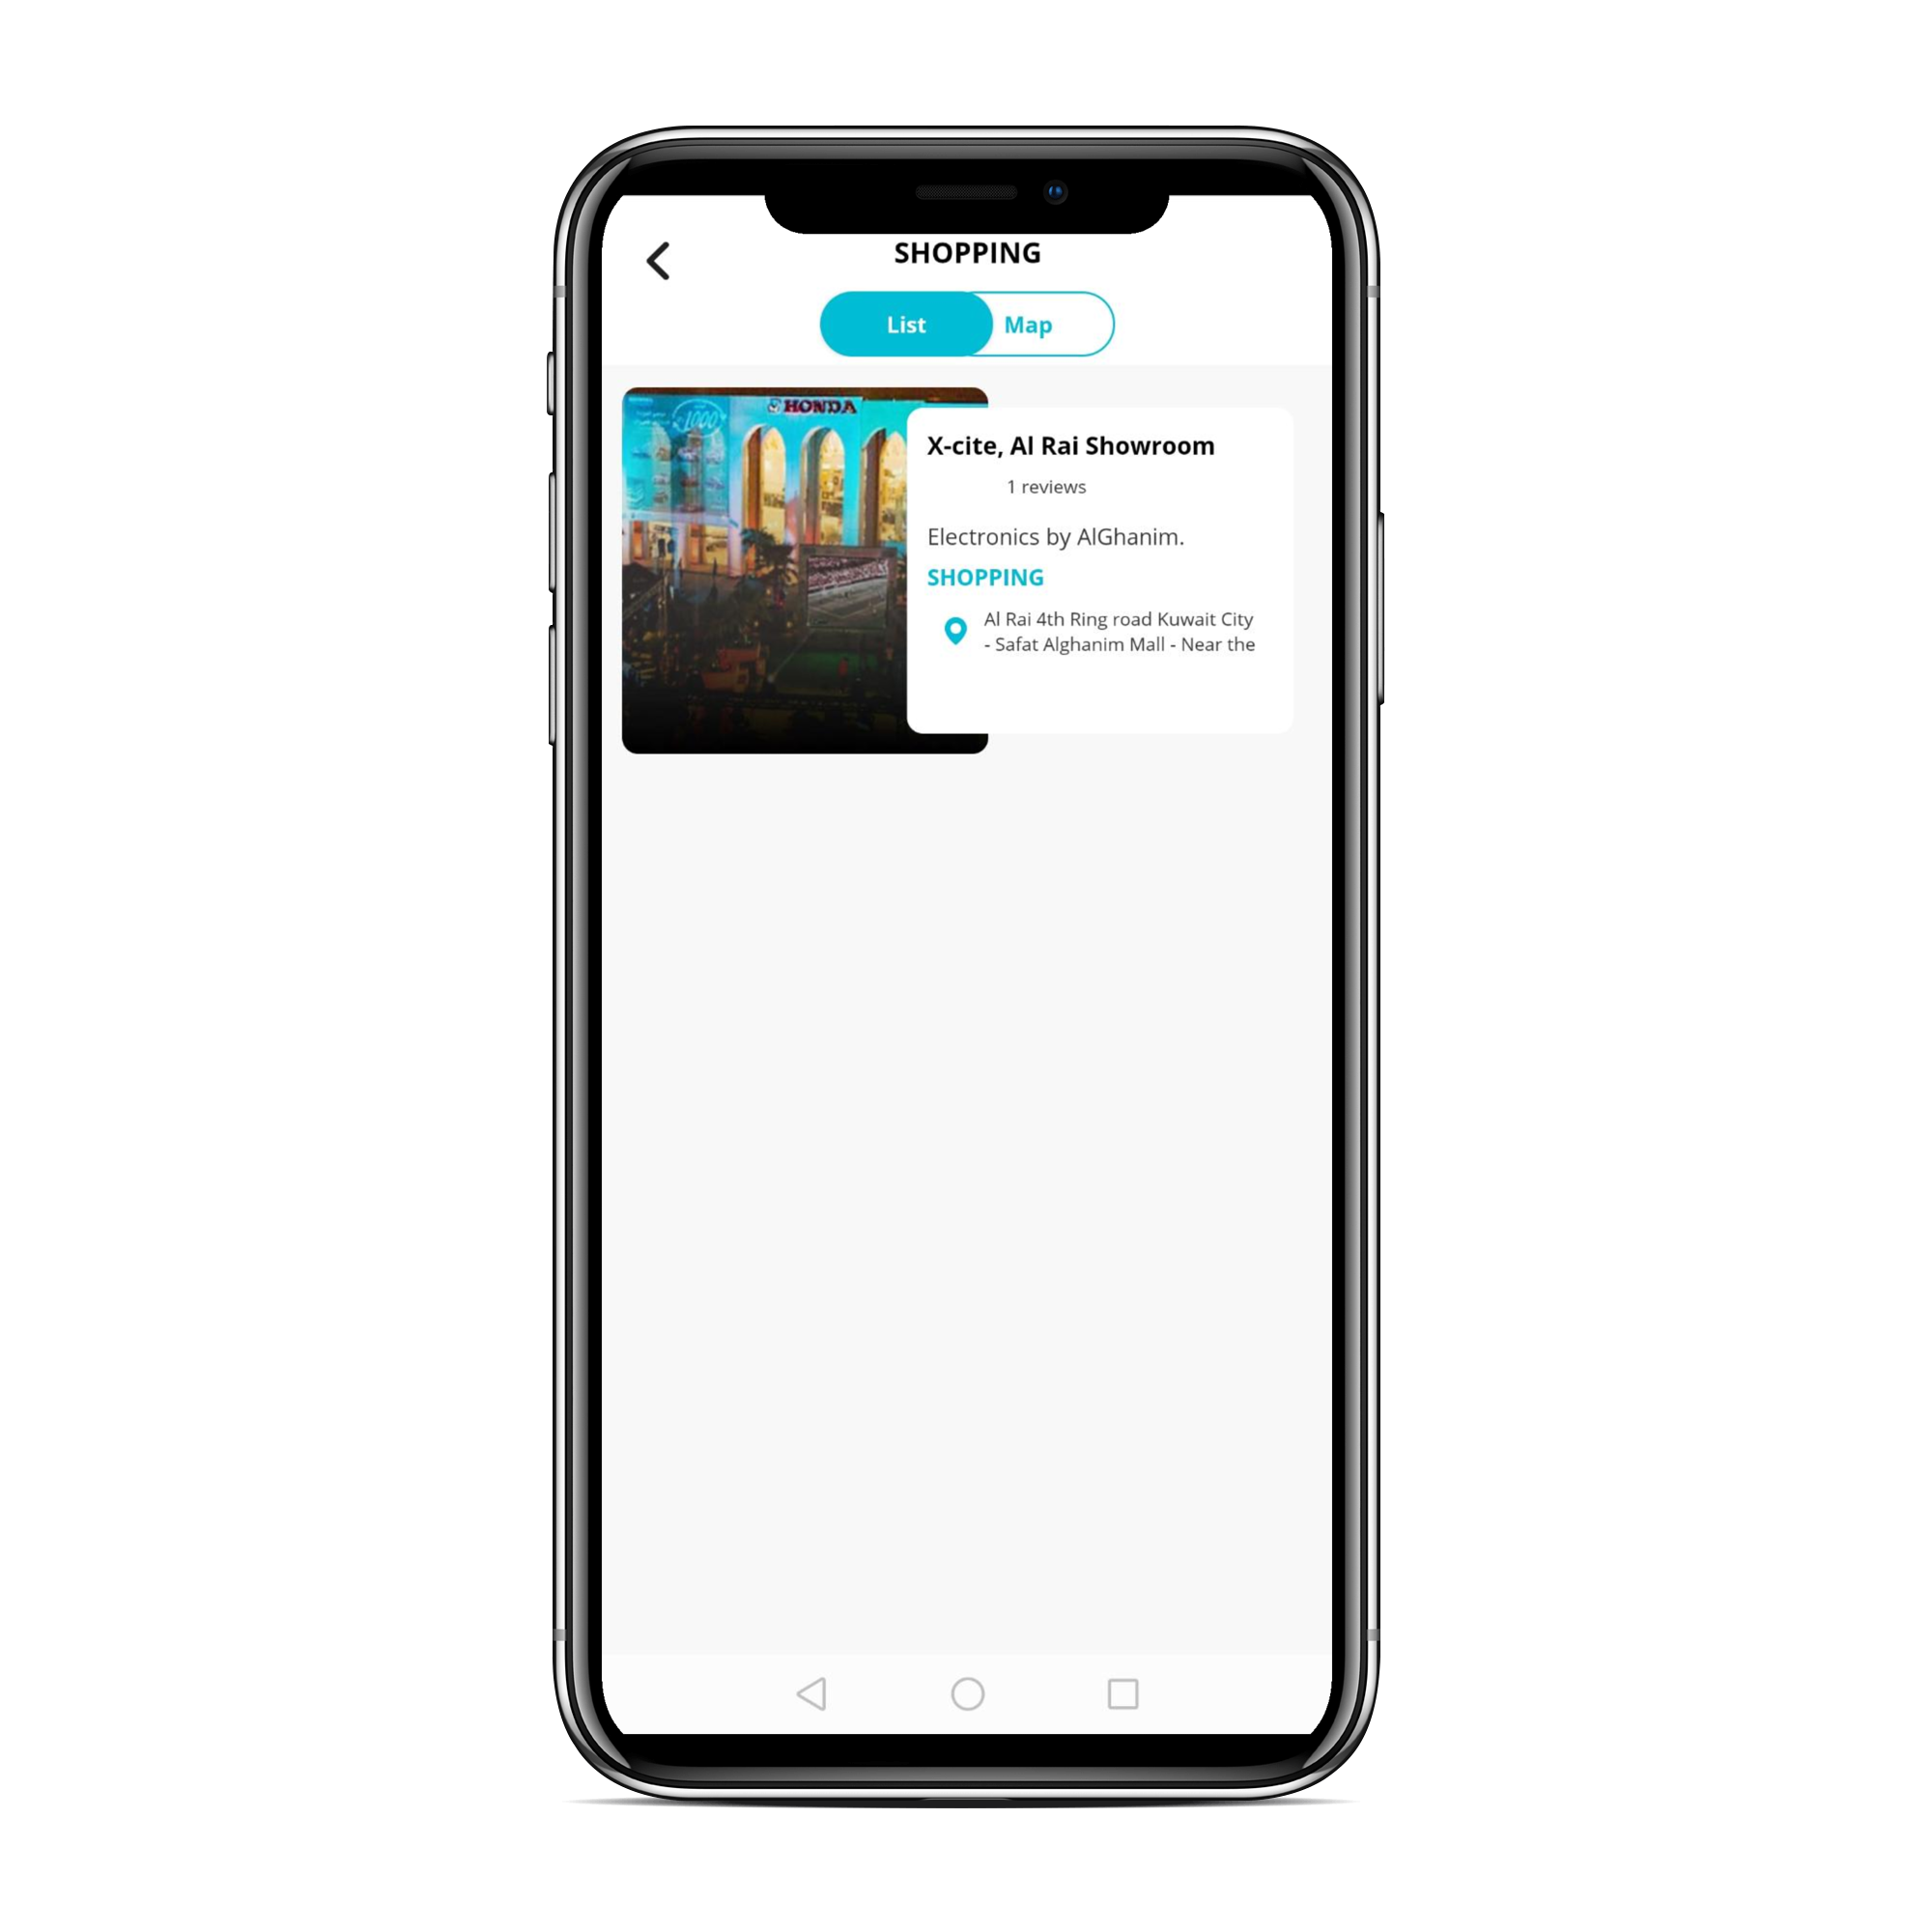 SHOPPING
List
Map
HONDA
1000
X-cite, Al Rai Showroom
1 reviews
Electronics by AlGhanim.
SHOPPING
Al Rai 4th Ring road Kuwait City
- Safat Alghanim Mall - Near the